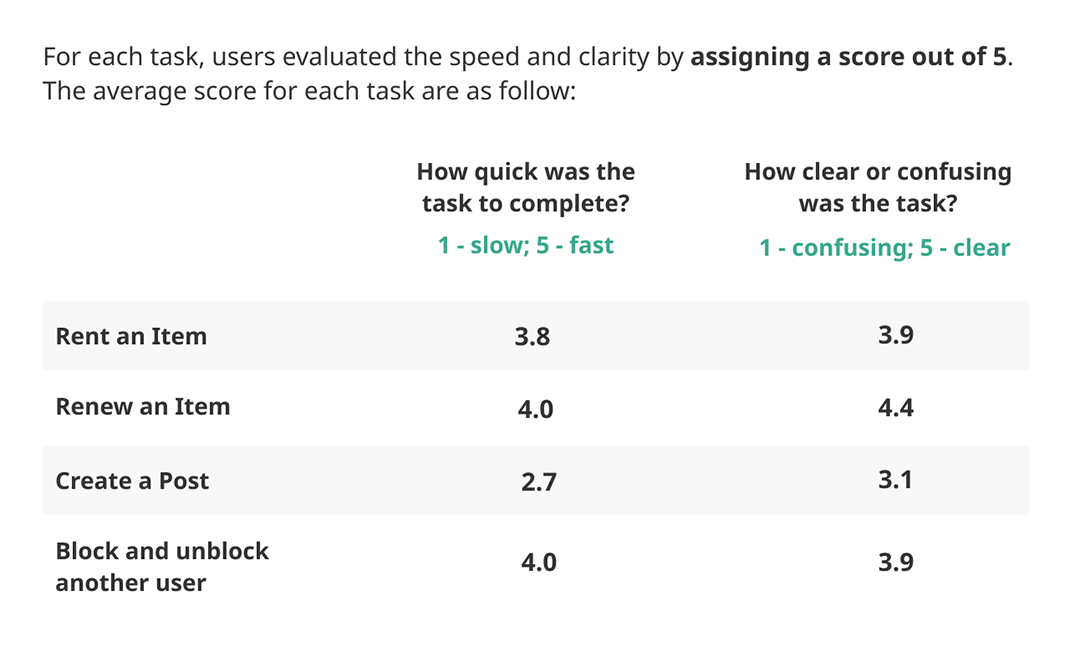 For each task, users evaluated the speed and clarity by assigning a score out of 5.
The average score for each task are as follow:
How quick was the
task to complete?
1 - slow; 5 - fast
How clear or confusing
was the task?
1 - confusing; 5 - clear
Rent an Item 3.8 3.9
Renew an Item 4.0 4.4
Create a Post 2.7 3.1
Block and unblock
another user 4.0 3.9